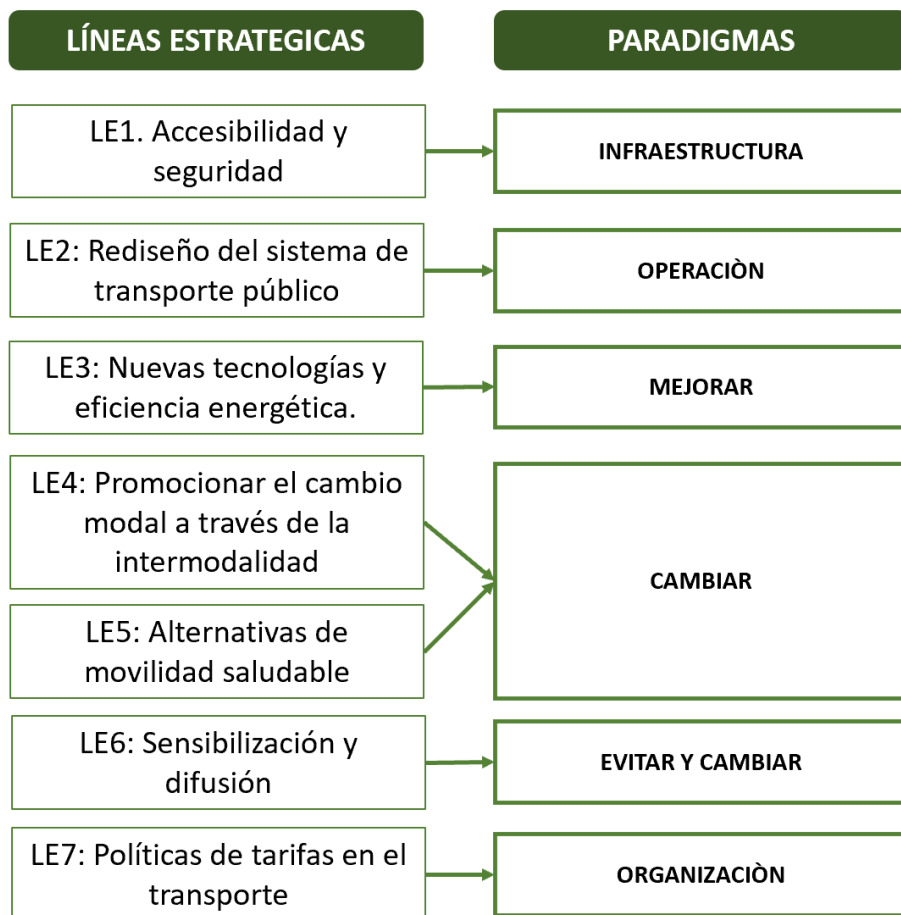 LÍNEAS ESTRATEGICAS
PARADIGMAS
LE1. Accesibilidad y
seguridad
INFRAESTRUCTURA
LE2: Rediseño del sistema de
transporte público
OPERACIÒN
LE3: Nuevas tecnologías y
eficiencia energética.
MEJORAR
LE4: Promocionar el cambio
modal a través de la
intermodalidad
LE5: Alternativas de
movilidad saludable
CAMBIAR
LE6: Sensibilización y
difusión
EVITAR Y CAMBIAR
LE7: Políticas de tarifas en el
transporte
ORGANIZACIÒN